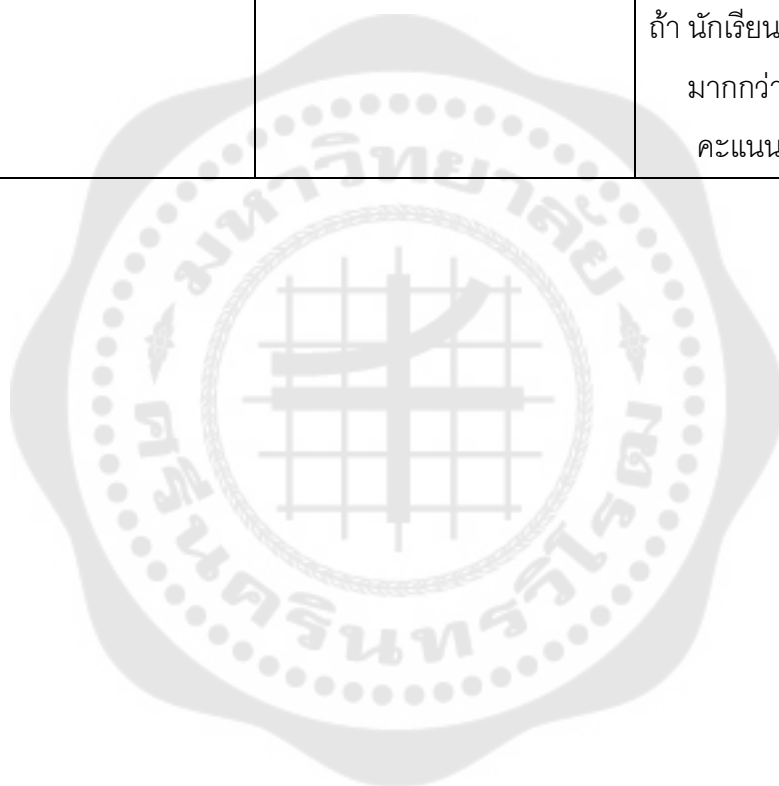 ถ้า นักเรียน
มากกว่า
คะแนน
มหาวิทยาลัย
ศรีนครินทรวิโรฒ